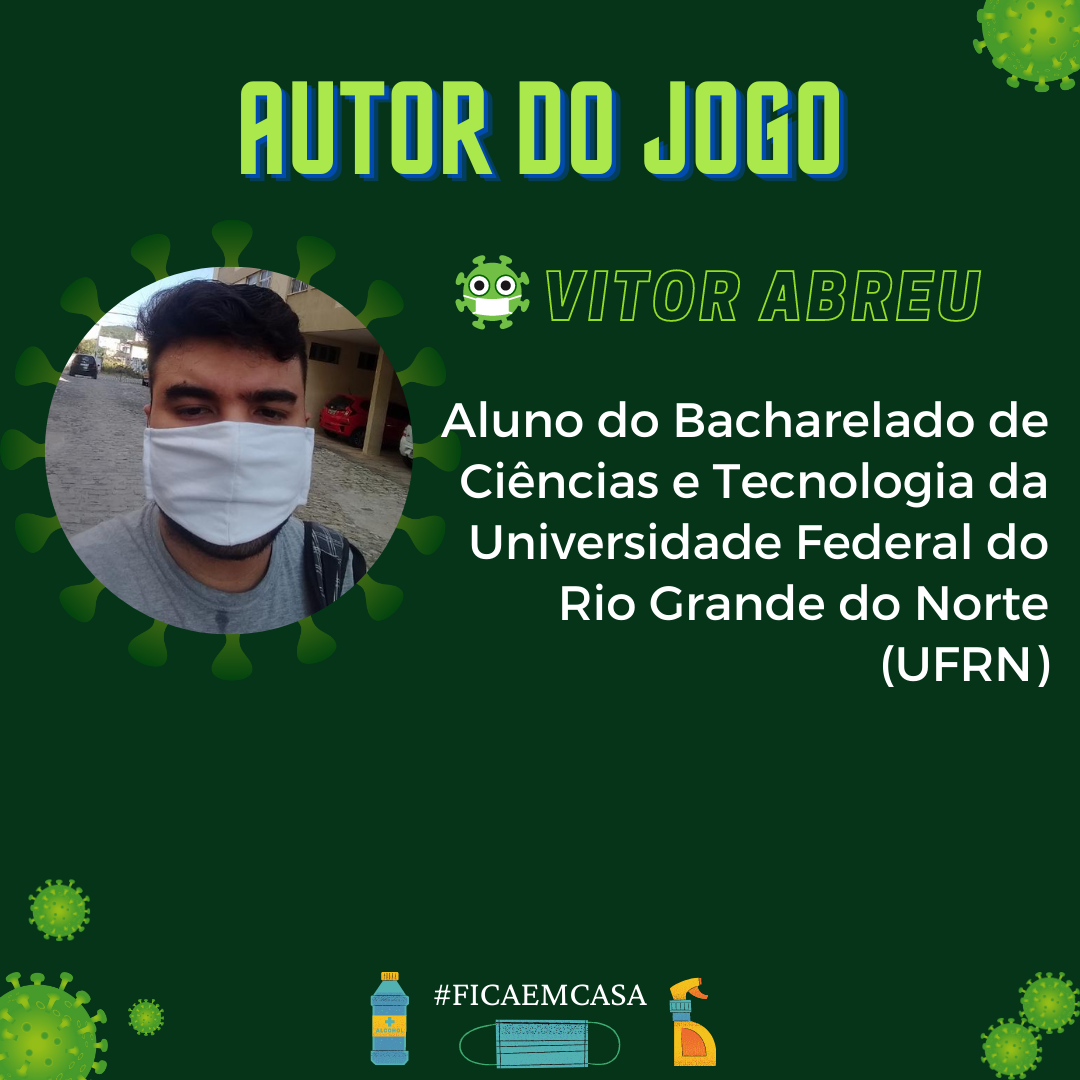 AUTOR DO JOGO
VITOR ABREU
Aluno do Bacharelado de
Ciências e Tecnologia da
Universidade Federal do
Rio Grande do Norte
(UFRN)
#FICAEMCASA
ALCOHOL